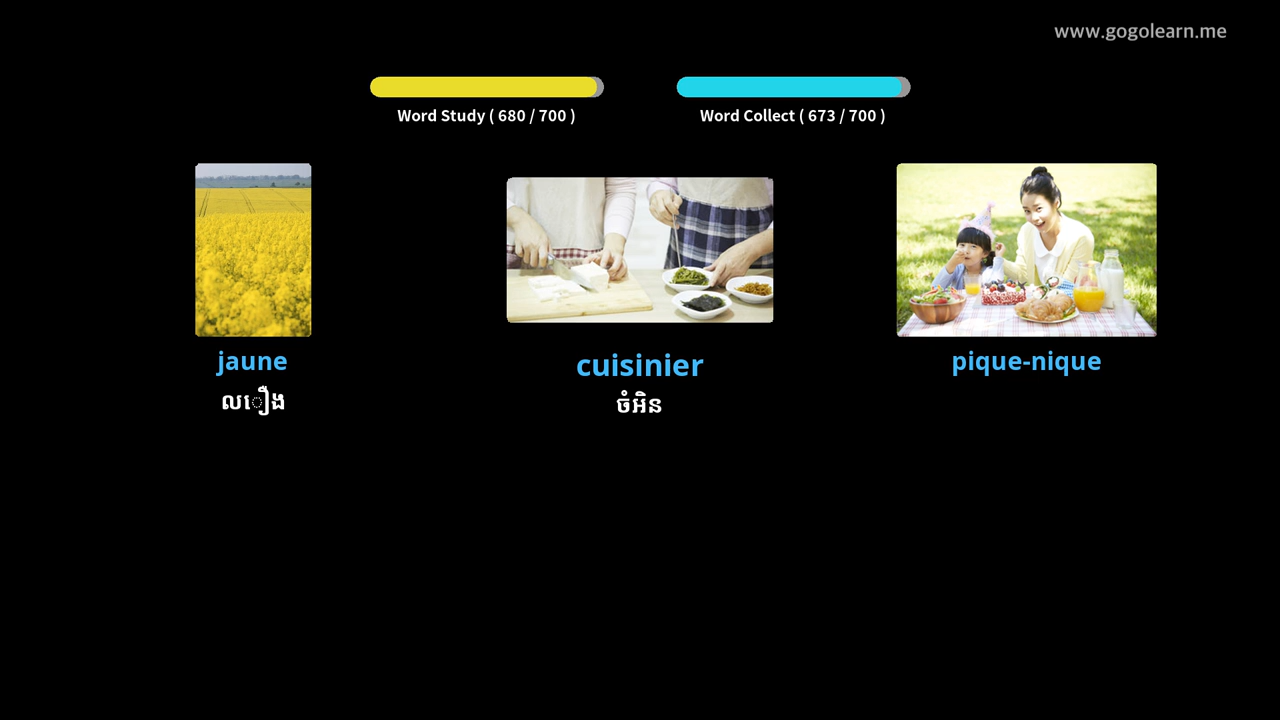 www.gogolearn.me
Word Study ( 680 / 700 )
Word Collect ( 673 / 700 )
jaune
លឿង
cuisinier
ចំអិន
pique-nique